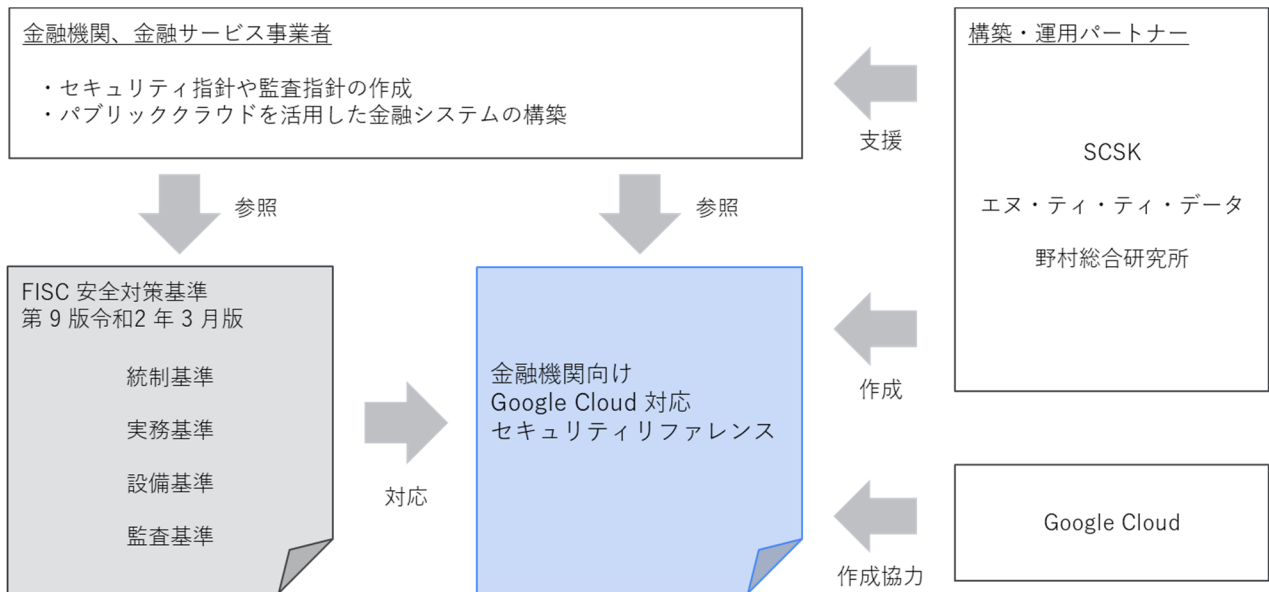 金融機関、金融サービス事業者
・セキュリティ指針や監査指針の作成
・パブリッククラウドを活用した金融システムの構築
支援
構築・運用パートナー
SCSK
エヌ・ティ・ティ・データ
野村総合研究所
参照
参照
FISC 安全対策基準
第 9 版令和2 年 3 月版
統制基準
実務基準
設備基準
監査基準
対応
金融機関向け
Google Cloud 対応
セキュリティリファレンス
作成
Google Cloud
作成協力